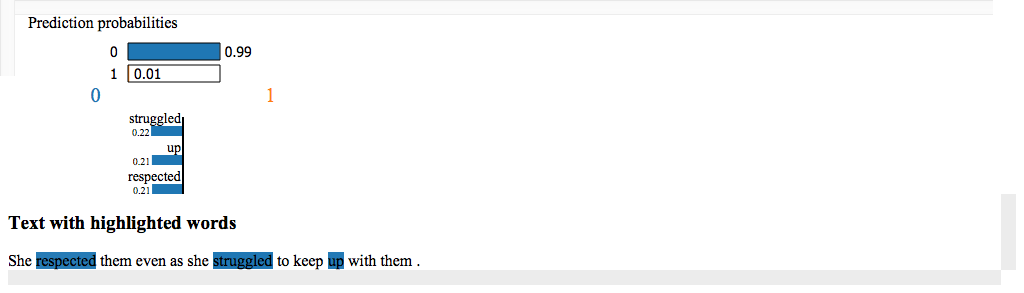 Prediction probabilities
0 0.99
1 0.01
0 1
struggled
0.22
up
0.21
respected
0.21
Text with highlighted words
She respected them even as she struggled to keep up with them .